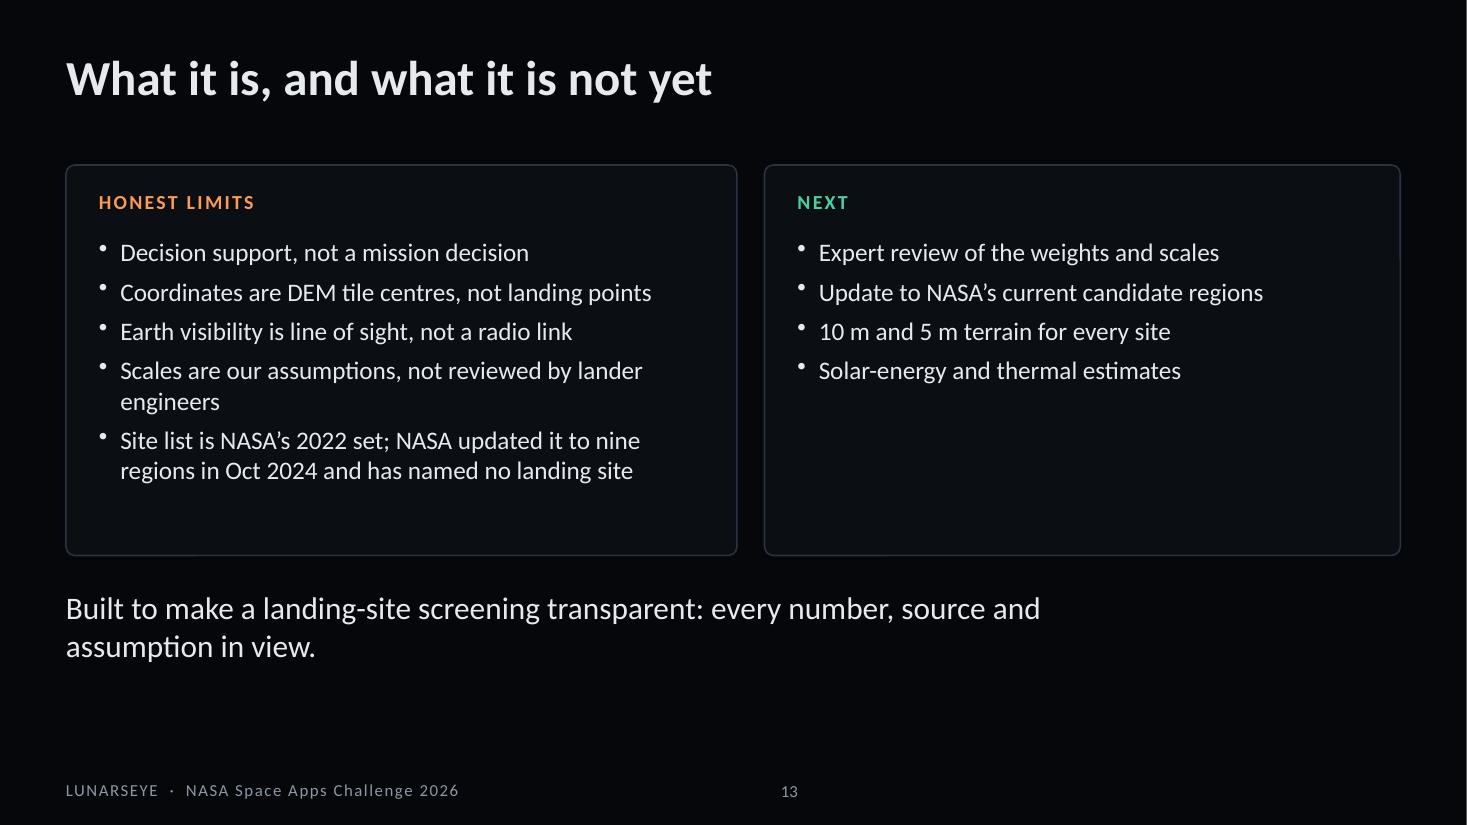 What it is, and what it is not yet
HONEST LIMITS
• Decision support, not a mission decision
• Coordinates are DEM tile centres, not landing points
• Earth visibility is line of sight, not a radio link
• Scales are our assumptions, not reviewed by lander
engineers
• Site list is NASA’s 2022 set; NASA updated it to nine
regions in Oct 2024 and has named no landing site
NEXT
• Expert review of the weights and scales
• Update to NASA’s current candidate regions
• 10 m and 5 m terrain for every site
• Solar-energy and thermal estimates
Built to make a landing-site screening transparent: every number, source and
assumption in view.
LUNARSEYE · NASA Space Apps Challenge 2026
13